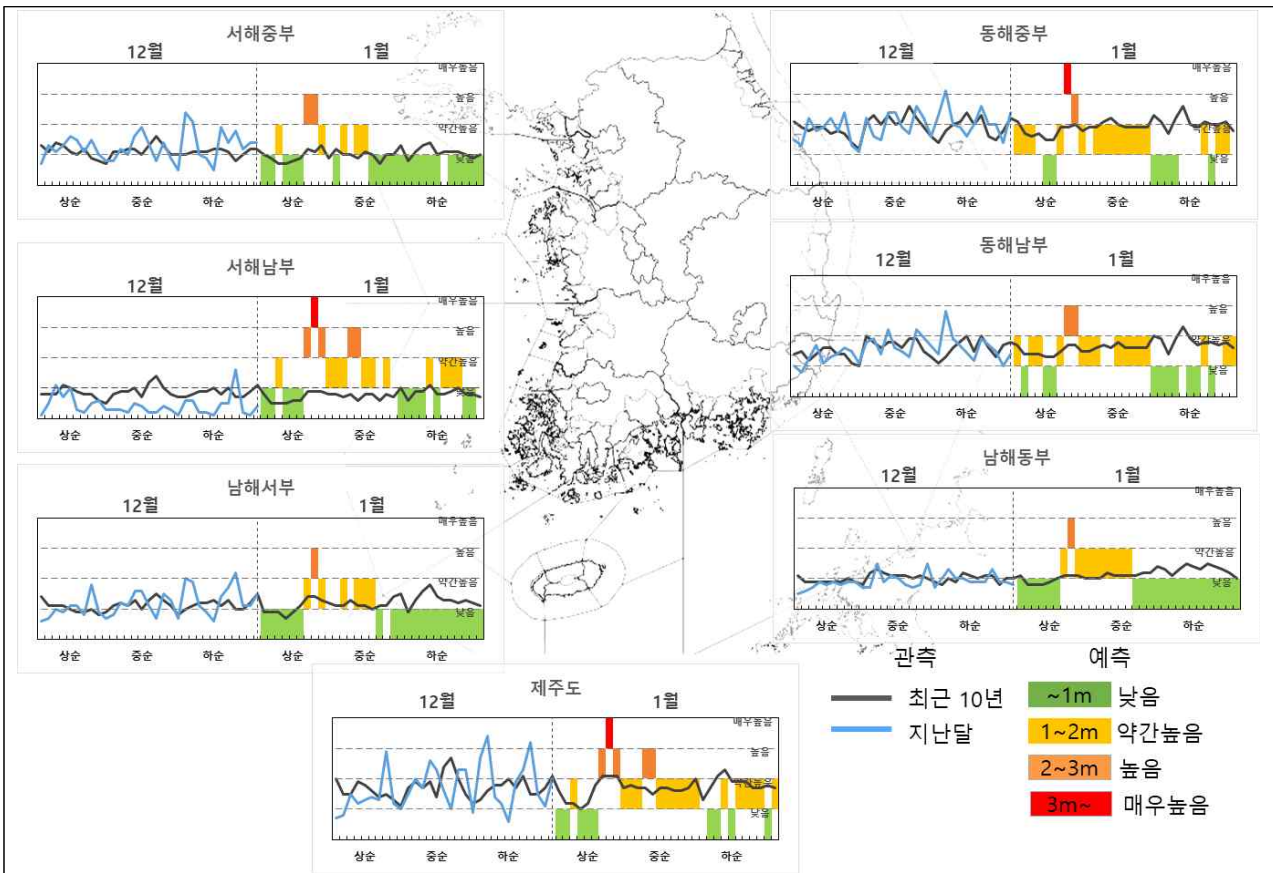 서해중부
12월 1월
매우높음
높음
약간높음
낮음
상순 중순 하순 상순 중순 하순
동해중부
12월 1월
매우높음
높음
약간높음
낮음
상순 중순 하순 상순 중순 하순
서해남부
12월 1월
매우높음
높음
약간높음
낮음
상순 중순 하순 상순 중순 하순
동해남부
12월 1월
매우높음
높음
약간높음
낮음
상순 중순 하순 상순 중순 하순
남해서부
12월 1월
매우높음
높음
약간높음
낮음
상순 중순 하순 상순 중순 하순
남해동부
12월 1월
매우높음
높음
약간높음
낮음
상순 중순 하순 상순 중순 하순
제주도
12월 1월
매우높음
높음
약간높음
낮음
상순 중순 하순 상순 중순 하순
관측 예측
최근 10년 ~1m 낮음
지난달 1~2m 약간높음
2~3m 높음
3m~ 매우높음